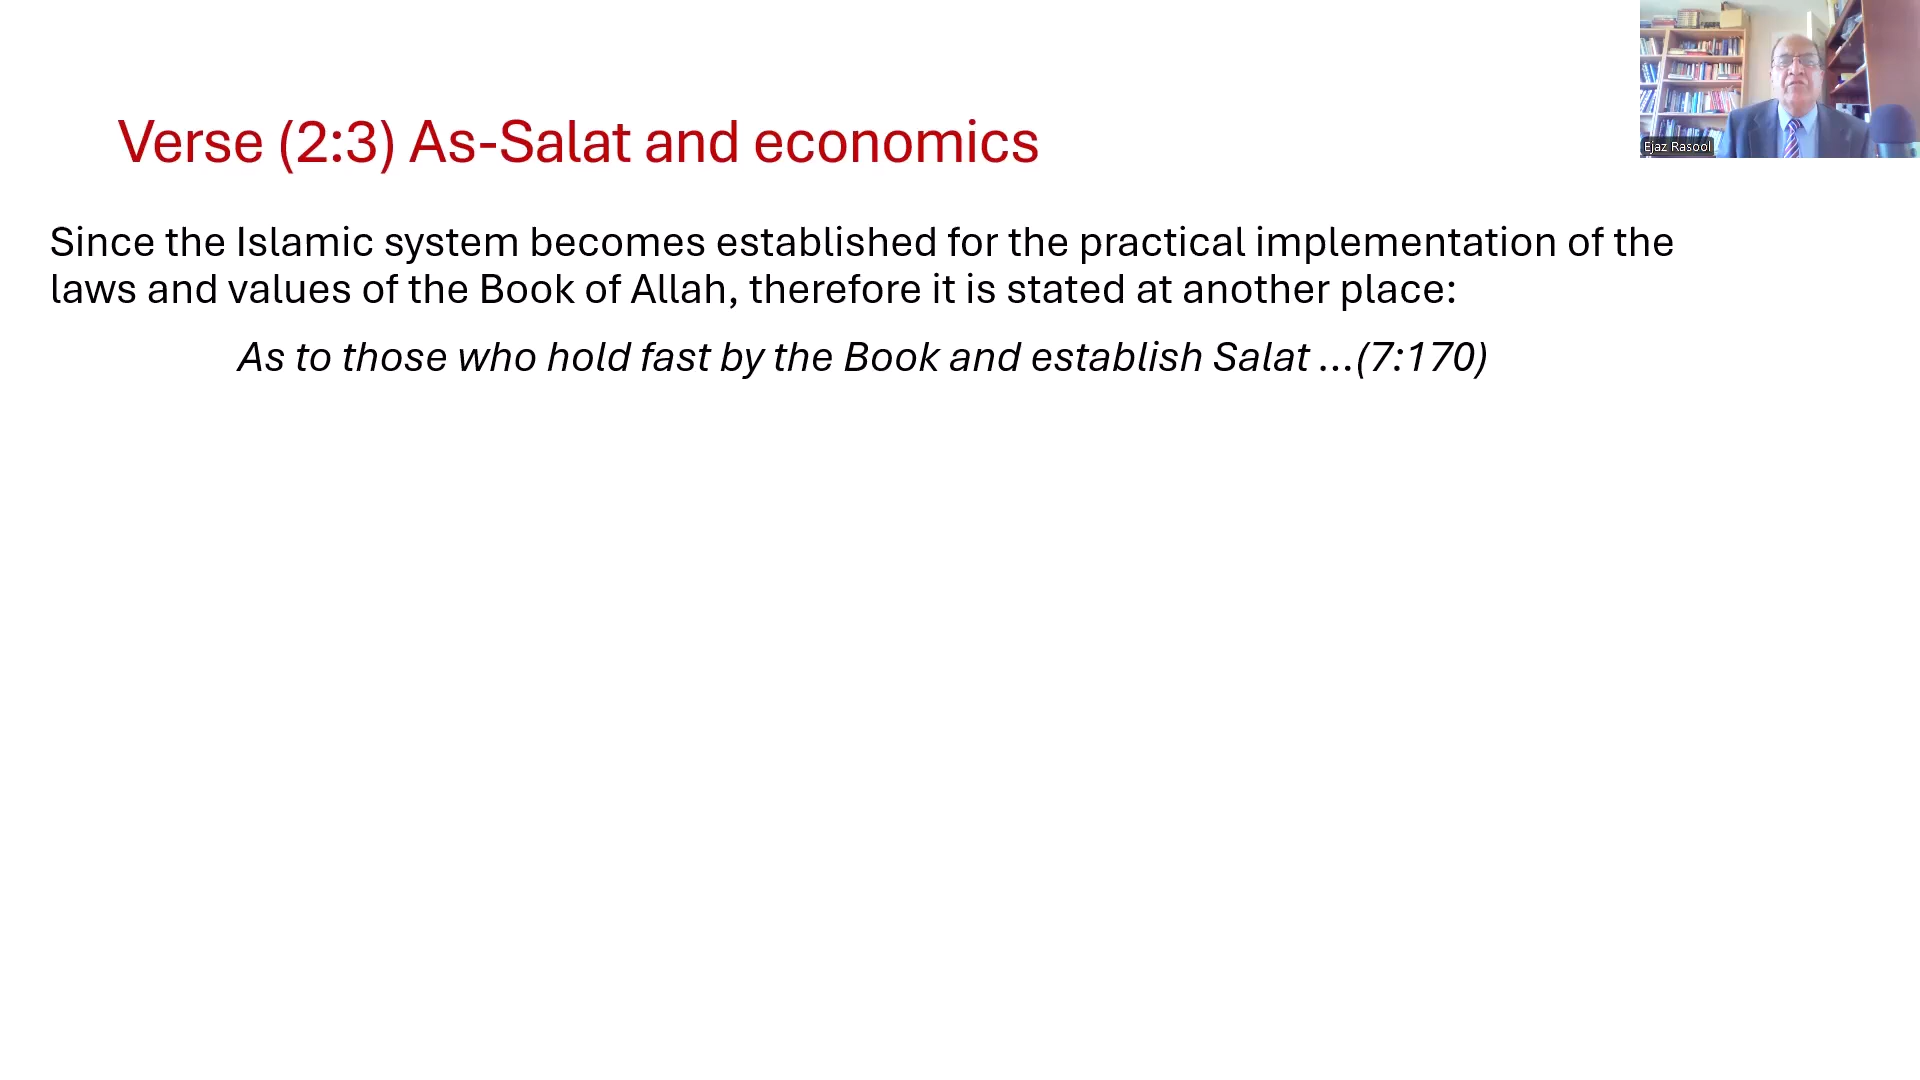 Verse (2:3) As-Salat and economics
Ejaz Rasool
Since the Islamic system becomes established for the practical implementation of the
laws and values of the Book of Allah, therefore it is stated at another place:
As to those who hold fast by the Book and establish Salat ...(7:170)